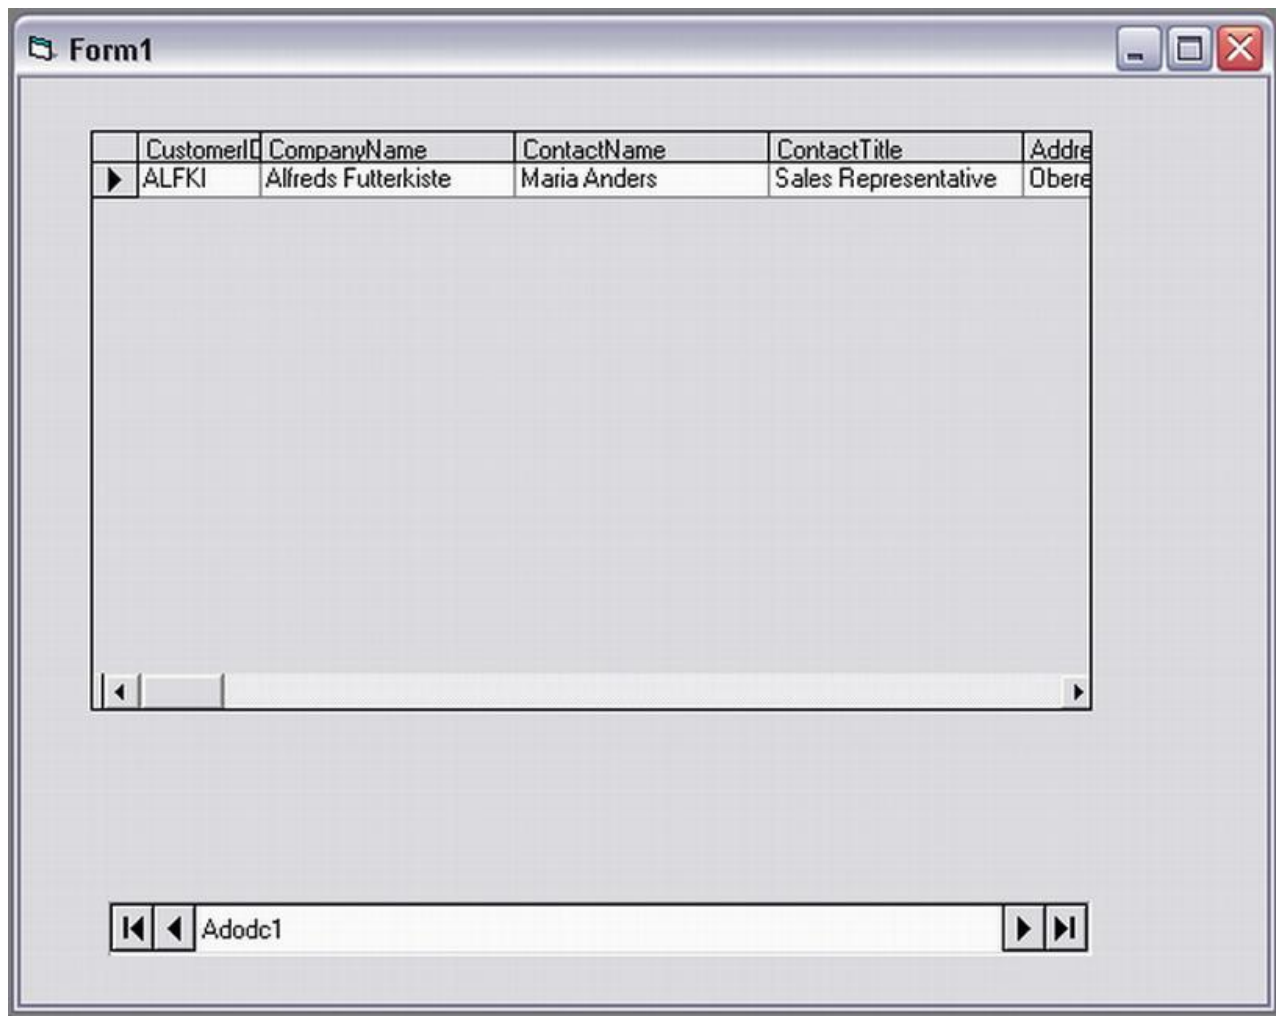 Form1
CustomerID CompanyName ContactName ContactTitle Addre
ALFKI Alfreds Futterkiste Maria Anders Sales Representative Obere
Adodc1